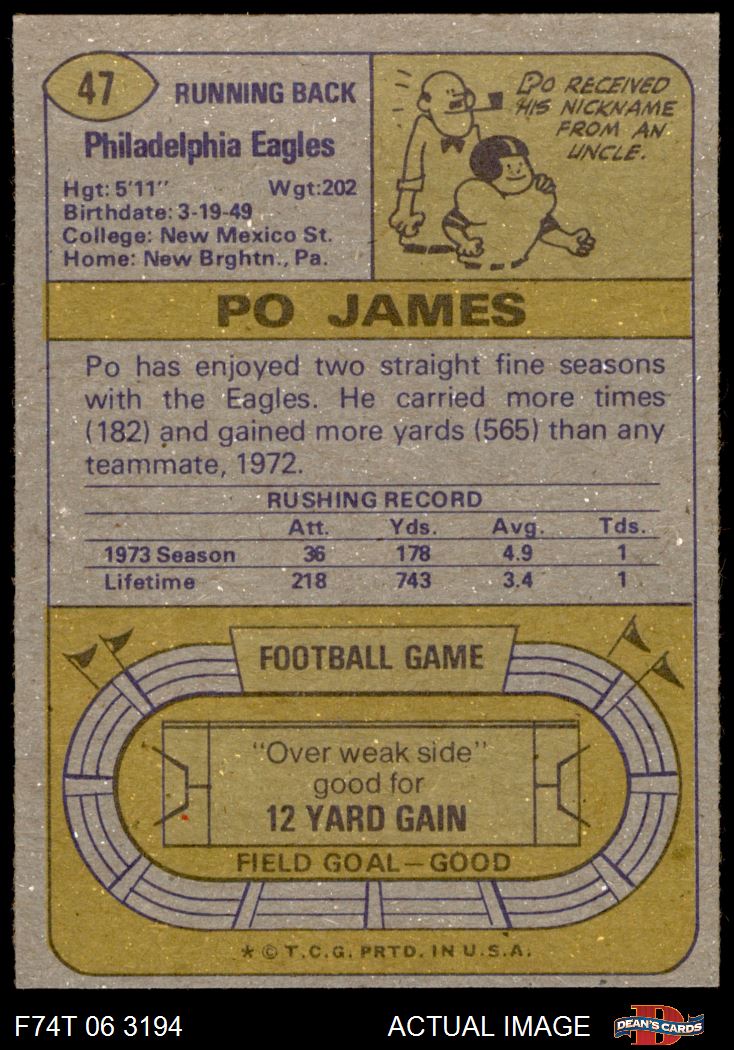 47
RUNNING BACK
Philadelphia Eagles
Hgt: 5'11" Wgt:202
Birthdate: 3-19-49
College: New Mexico St.
Home: New Brghtn., Pa.
PO RECEIVED
HIS NICKNAME
FROM AN
UNCLE.
PO JAMES
Po has enjoyed two straight fine seasons
with the Eagles. He carried more times
(182) and gained more yards (565) than any
teammate, 1972.
RUSHING RECORD
Att. Yds. Avg. Tds.
1973 Season 36 178 4.9 1
Lifetime 218 743 3.4 1
FOOTBALL GAME
"Over weak side"
good for
12 YARD GAIN
FIELD GOAL—GOOD
* © T.C.G. PRTD. IN U.S.A.
F74T 06 3194 ACTUAL IMAGE
D
DEAN'S CARDS